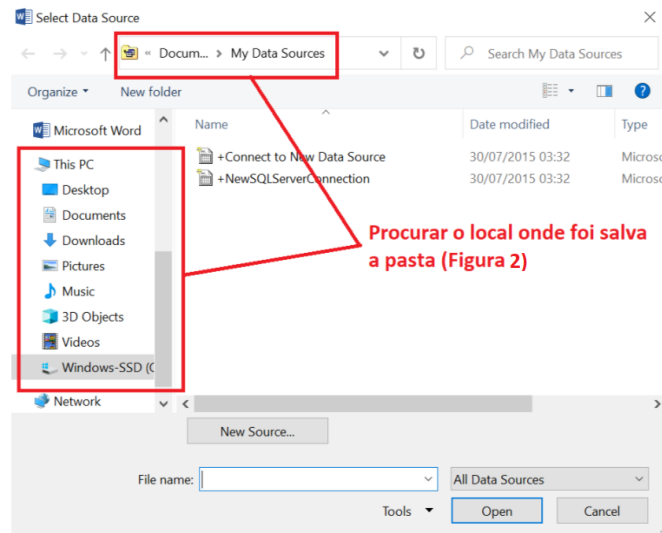 Select Data Source
« Docum... › My Data Sources
Search My Data Sources
Organize
New folder
Microsoft Word
Name
Date modified
Type
This PC
+Connect to New Data Source
30/07/2015 03:32
Microso
Desktop
+NewSQLServerConnection
30/07/2015 03:32
Microso
Documents
Downloads
Pictures
Music
3D Objects
Videos
Windows-SSD (C
Network
Procurar o local onde foi salva
a pasta (Figura 2)
New Source...
File name:
All Data Sources
Tools
Open
Cancel